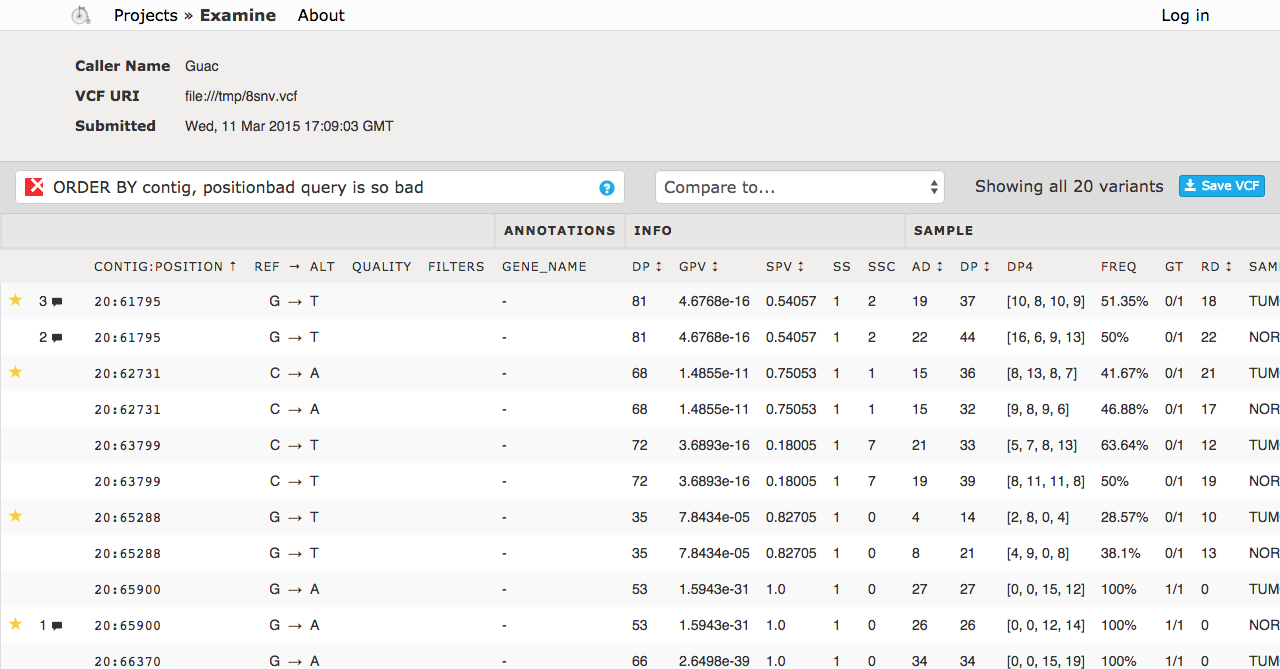 Projects » Examine About Log in
Caller Name Guac
VCF URI file:///tmp/8snv.vcf
Submitted Wed, 11 Mar 2015 17:09:03 GMT
ORDER BY contig, positionbad query is so bad ? Compare to... Showing all 20 variants Save VCF
ANNOTATIONS INFO SAMPLE
CONTIG:POSITION ↑ REF → ALT QUALITY FILTERS GENE_NAME DP ↕ GPV ↕ SPV ↕ SS SSC AD ↕ DP ↕ DP4 FREQ GT RD ↕ SAM
★ 3 20:61795 G → T - 81 4.6768e-16 0.54057 1 2 19 37 [10, 8, 10, 9] 51.35% 0/1 18 TUM
2 20:61795 G → T - 81 4.6768e-16 0.54057 1 2 22 44 [16, 6, 9, 13] 50% 0/1 22 NOR
★ 20:62731 C → A - 68 1.4855e-11 0.75053 1 1 15 36 [8, 13, 8, 7] 41.67% 0/1 21 TUM
20:62731 C → A - 68 1.4855e-11 0.75053 1 1 15 32 [9, 8, 9, 6] 46.88% 0/1 17 NOR
20:63799 C → T - 72 3.6893e-16 0.18005 1 7 21 33 [5, 7, 8, 13] 63.64% 0/1 12 TUM
20:63799 C → T - 72 3.6893e-16 0.18005 1 7 19 39 [8, 11, 11, 8] 50% 0/1 19 NOR
★ 20:65288 G → T - 35 7.8434e-05 0.82705 1 0 4 14 [2, 8, 0, 4] 28.57% 0/1 10 TUM
20:65288 G → T - 35 7.8434e-05 0.82705 1 0 8 21 [4, 9, 0, 8] 38.1% 0/1 13 NOR
20:65900 G → A - 53 1.5943e-31 1.0 1 0 27 27 [0, 0, 15, 12] 100% 1/1 0 TUM
★ 1 20:65900 G → A - 53 1.5943e-31 1.0 1 0 26 26 [0, 0, 12, 14] 100% 1/1 0 NOR
20:66370 G → A - 66 2.6498e-39 1.0 1 0 34 34 [0, 0, 15, 19] 100% 1/1 0 TUM